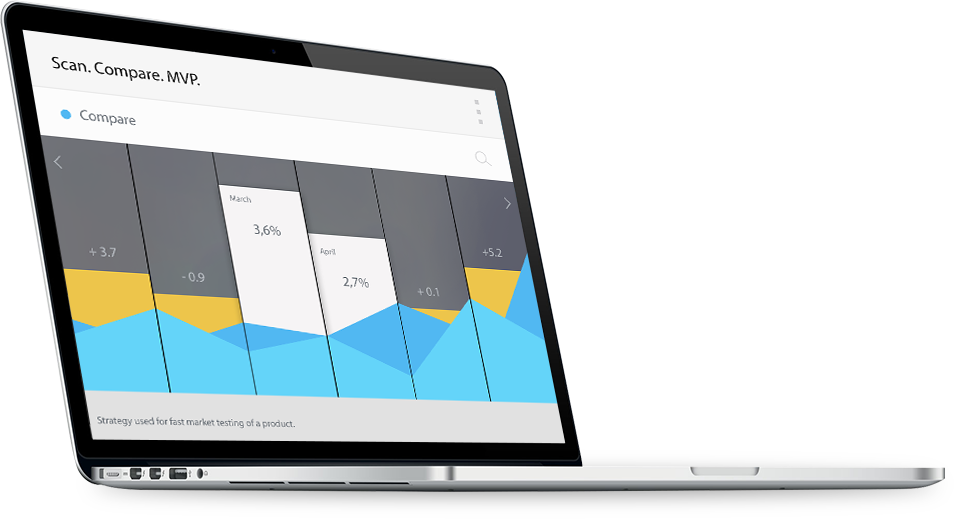 Scan. Compare. MVP.
Compare
+ 3.7
- 0.9
March
3,6%
April
2,7%
+ 0.1
+5.2
Strategy used for fast market testing of a product.